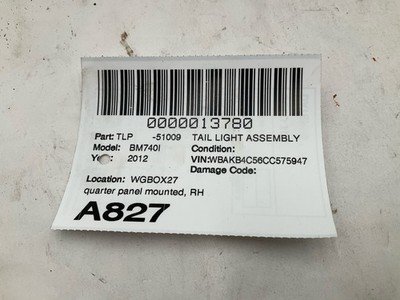 0000013780
Part: TLP -51009 TAIL LIGHT ASSEMBLY
Model: BM740I Condition:
2012 VIN:WBAKB4C56CC575947
Damage Code:
Location: WGBOX27
quarter panel mounted, RH
A827